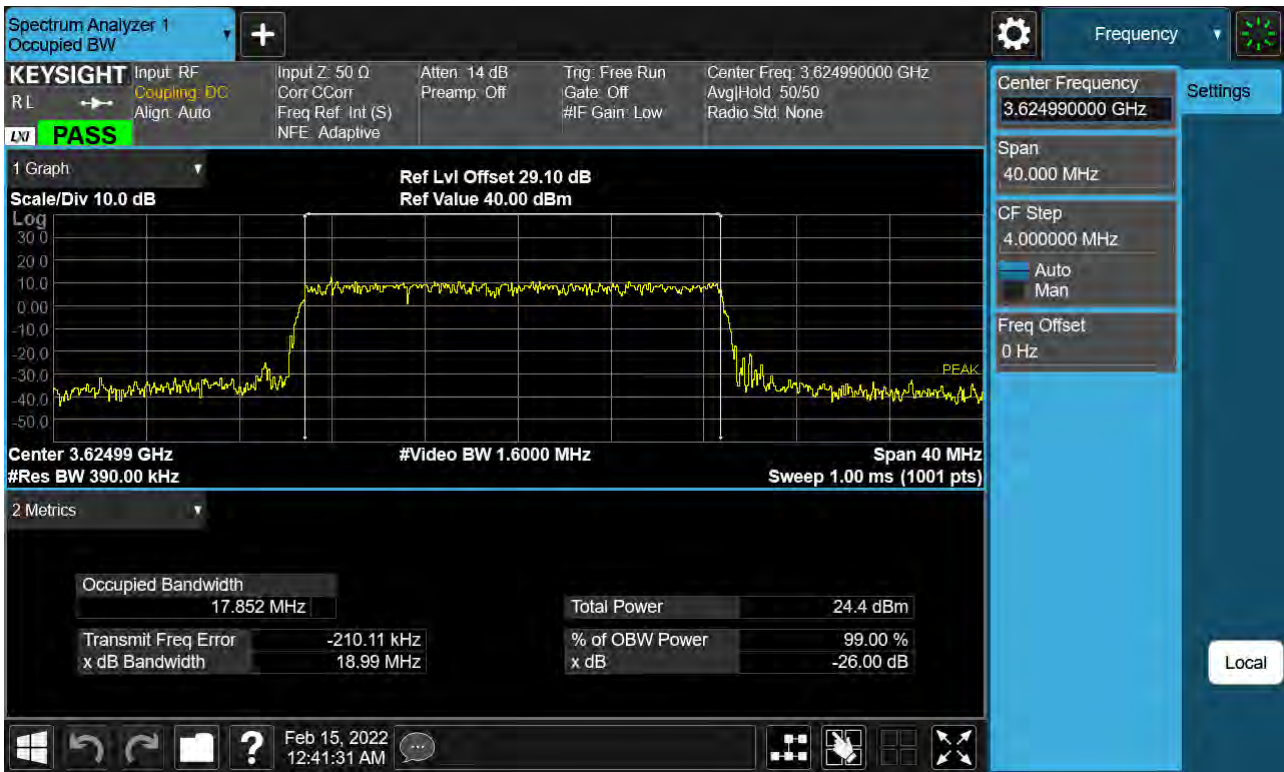 Spectrum Analyzer 1
Occupied BW
+
Frequency
KEYSIGHT
R L
LXI
PASS
Input: RF
Coupling: DC
Align: Auto
Input Z: 50 Ω
Corr CCorr
Freq Ref: Int (S)
NFE: Adaptive
Atten: 14 dB
Preamp: Off
Trig: Free Run
Gate: Off
#IF Gain: Low
Center Freq: 3.624990000 GHz
Avg|Hold: 50/50
Radio Std: None
Center Frequency
3.624990000 GHz
Settings
Span
40.000 MHz
CF Step
4.000000 MHz
Auto
Man
Freq Offset
0 Hz
Local
1 Graph
Scale/Div 10.0 dB
Ref Lvl Offset 29.10 dB
Ref Value 40.00 dBm
Log
30.0
20.0
10.0
0.00
-10.0
-20.0
-30.0
-40.0
-50.0
PEAK
Center 3.62499 GHz
#Video BW 1.6000 MHz
Span 40 MHz
#Res BW 390.00 kHz
Sweep 1.00 ms (1001 pts)
2 Metrics
Occupied Bandwidth
17.852 MHz
Transmit Freq Error -210.11 kHz
x dB Bandwidth 18.99 MHz
Total Power 24.4 dBm
% of OBW Power 99.00 %
x dB -26.00 dB
?
Feb 15, 2022
12:41:31 AM